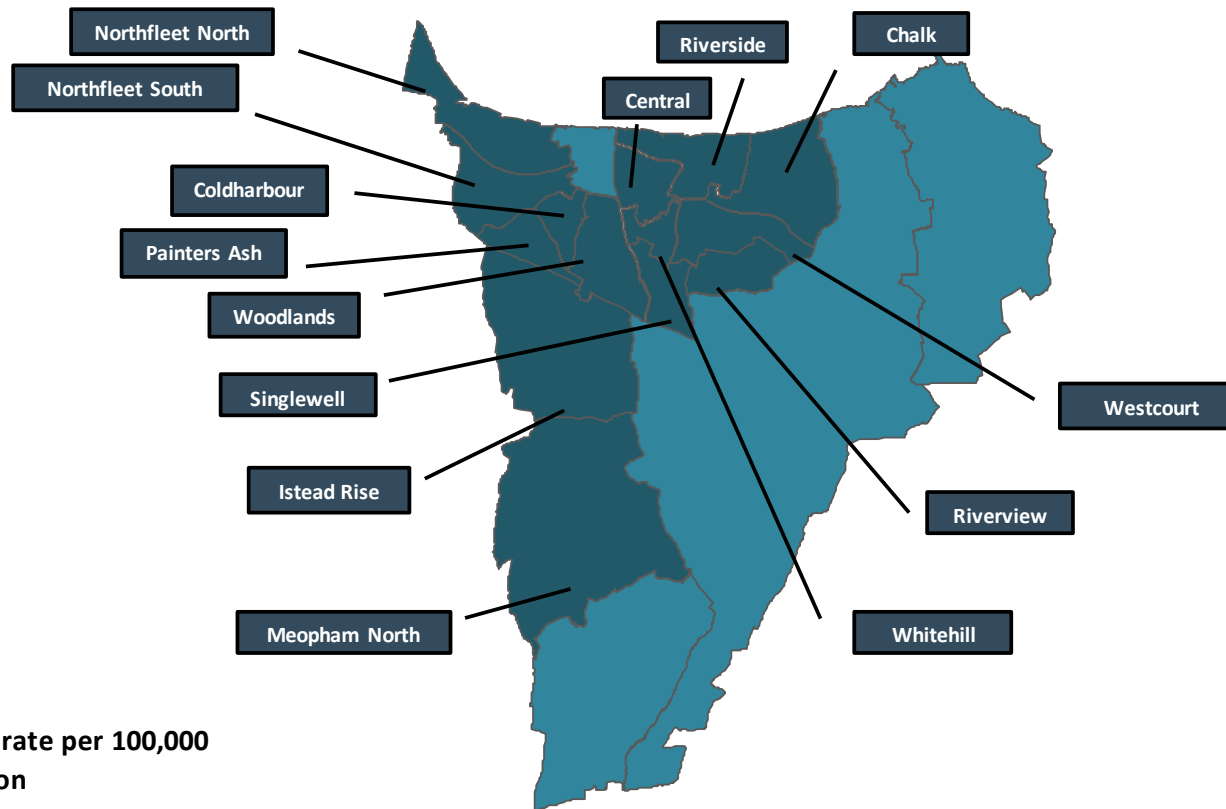 Northfleet North
Riverside
Chalk
Northfleet South
Central
Coldharbour
Painters Ash
Woodlands
Singlewell
Westcourt
Istead Rise
Riverview
Meopham North
Whitehill
rate per 100,000
on